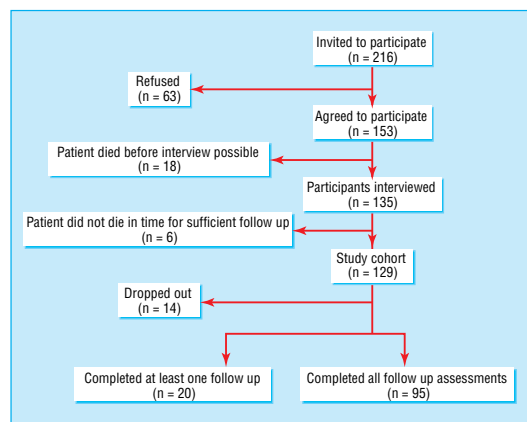 Invited to participate
(n = 216)
Refused
(n = 63)
Agreed to participate
(n = 153)
Patient died before interview possible
(n = 18)
Participants interviewed
(n = 135)
Patient did not die in time for sufficient follow up
(n = 6)
Study cohort
(n = 129)
Dropped out
(n = 14)
Completed at least one follow up
(n = 20)
Completed all follow up assessments
(n = 95)